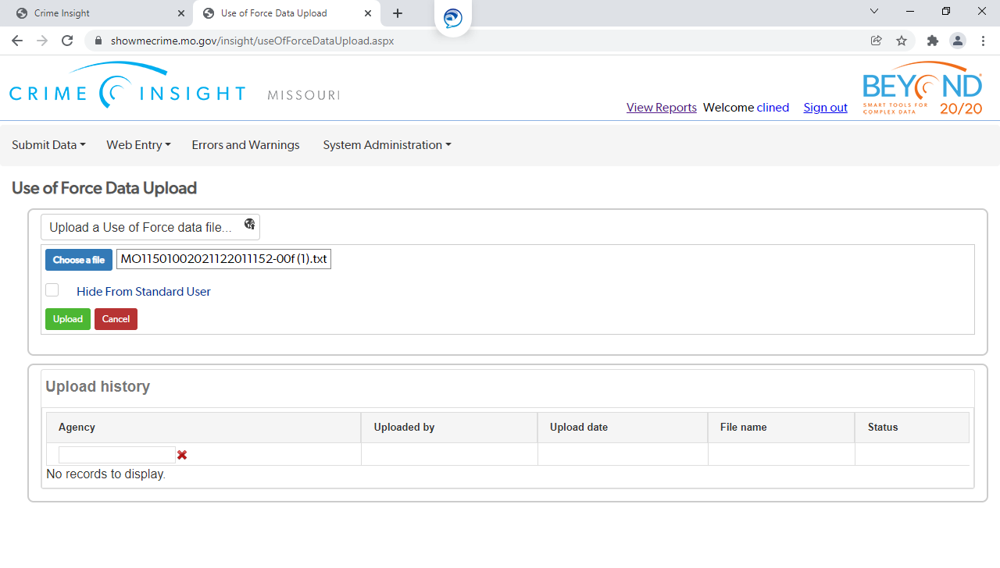 Crime Insight
Use of Force Data Upload
showmecrime.mo.gov/insight/useOfForceDataUpload.aspx
CRIME INSIGHT MISSOURI
View Reports Welcome clined Sign out
BEYOND
SMART TOOLS FOR
COMPLEX DATA 20/20
Submit Data Web Entry Errors and Warnings System Administration
Use of Force Data Upload
Upload a Use of Force data file...
Choose a file MO11501002021122011152-00f (1).txt
Hide From Standard User
Upload Cancel
Upload history
Agency Uploaded by Upload date File name Status
No records to display.